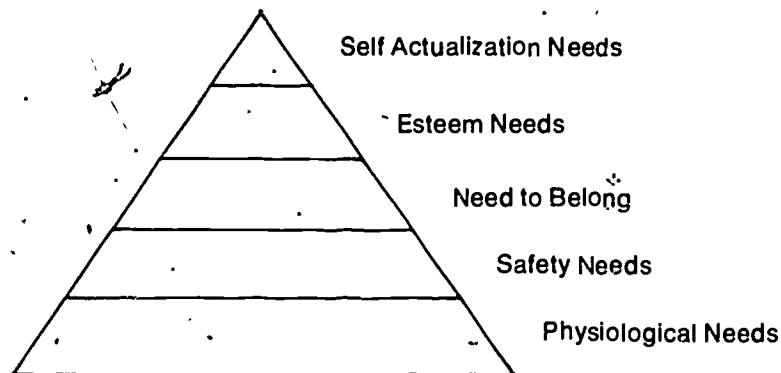 Self Actualization Needs
Esteem Needs
Need to Belong
Safety Needs
Physiological Needs